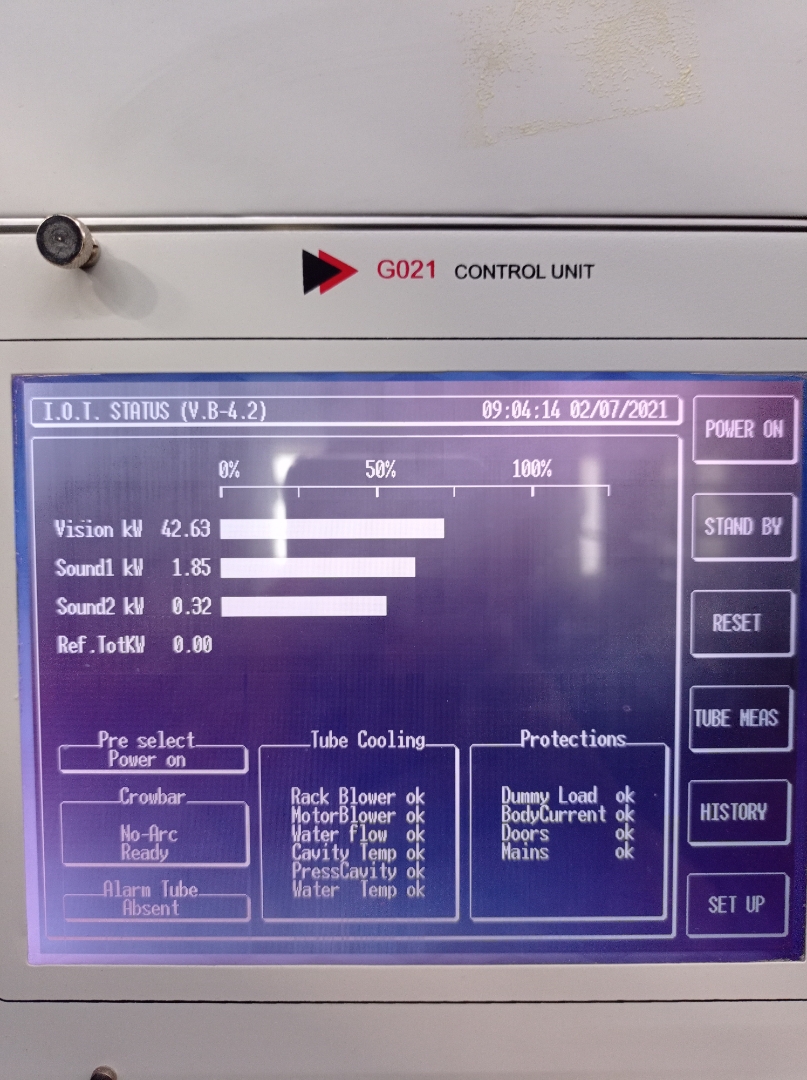 G021 CONTROL UNIT
I.O.T. STATUS (V.B-4.2) 09:04:14 02/07/2021
POWER ON
0% 50% 100%
Vision kW 42.63
STAND BY
Sound1 kW 1.85
Sound2 kW 0.32
RESET
Ref.TotKW 0.00
TUBE MEAS
Pre select
Power on
Crowbar
No-Arc
Ready
Alarm Tube
Absent
Tube Cooling
Rack Blower ok
MotorBlower ok
Water flow ok
Cavity Temp ok
PressCavity ok
Water Temp ok
Protections
Dummy Load ok
BodyCurrent ok
Doors ok
Mains ok
HISTORY
SET UP